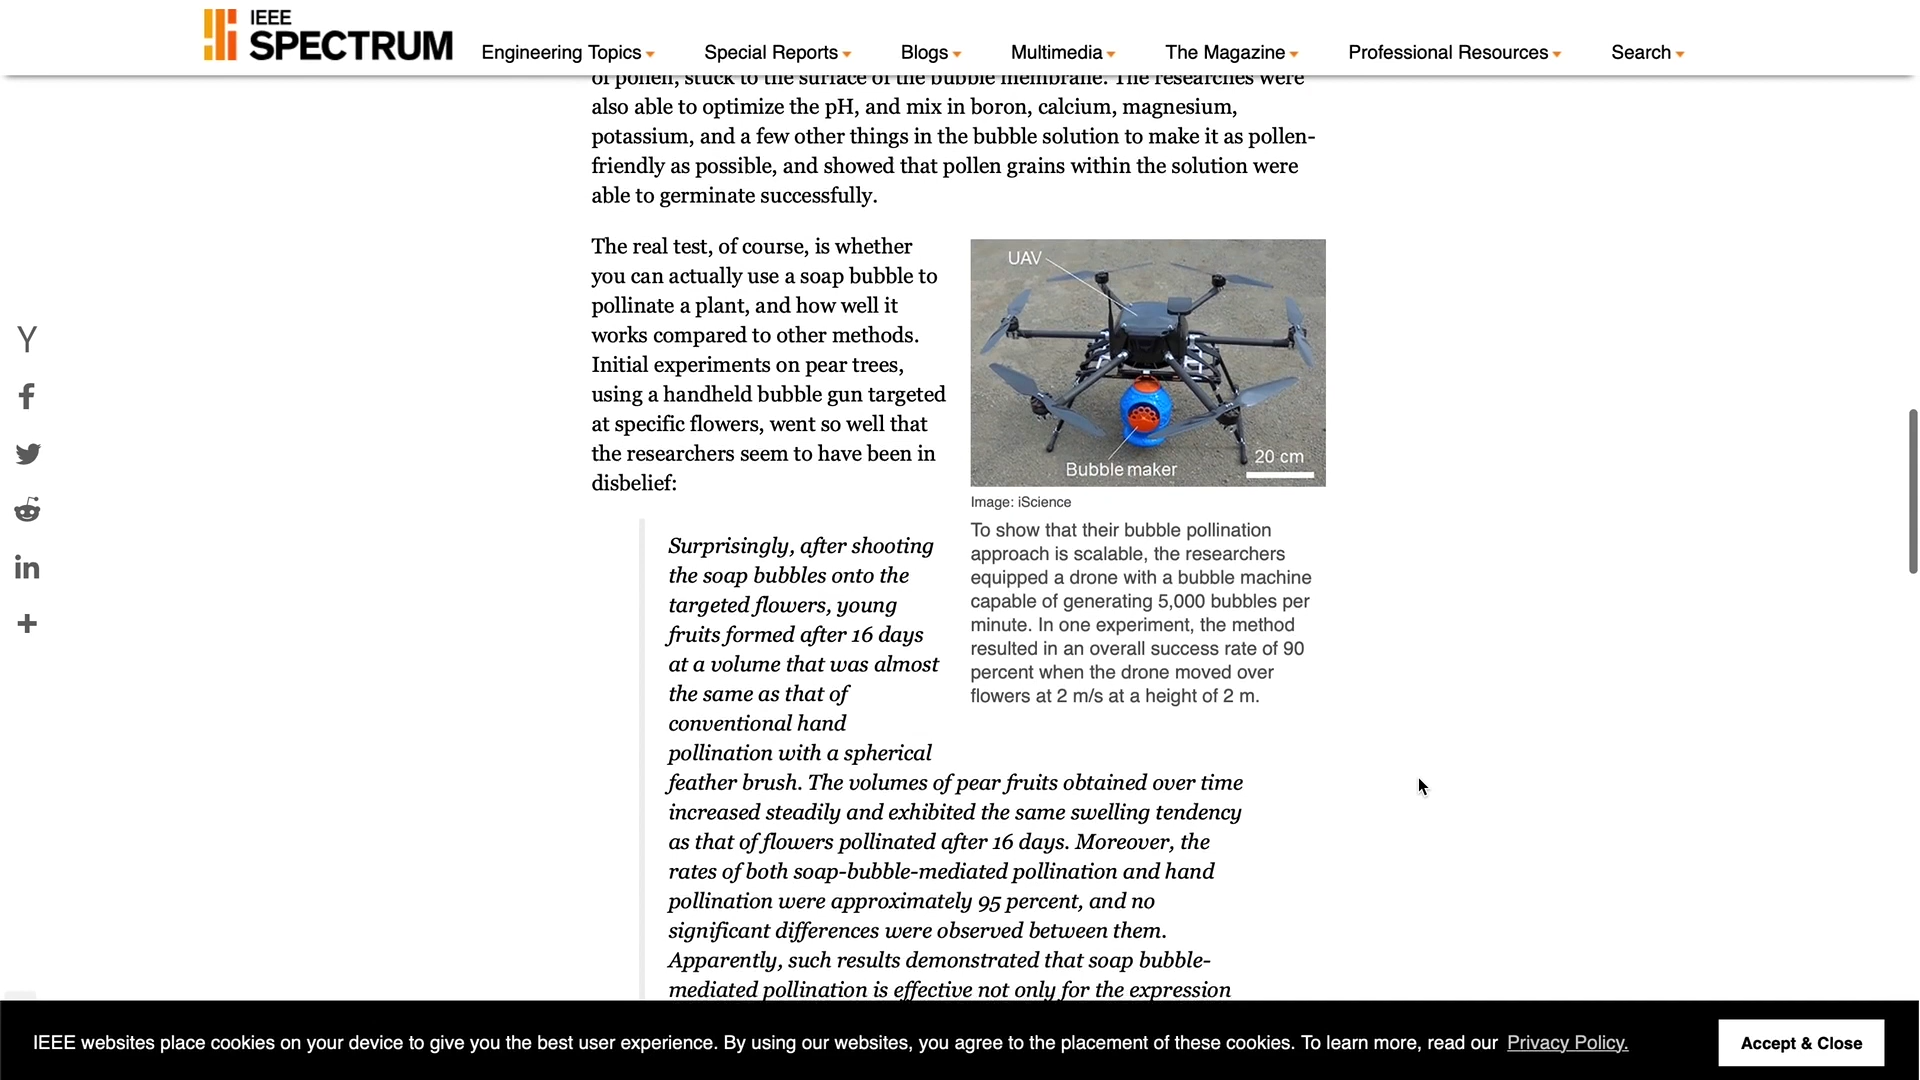 IEEE
SPECTRUM
Engineering Topics
Special Reports
Blogs
Multimedia
The Magazine
Professional Resources
Search
of pollen, stuck to the surface of the bubble membrane. The researches were
also able to optimize the pH, and mix in boron, calcium, magnesium,
potassium, and a few other things in the bubble solution to make it as pollen-
friendly as possible, and showed that pollen grains within the solution were
able to germinate successfully.
The real test, of course, is whether
you can actually use a soap bubble to
pollinate a plant, and how well it
works compared to other methods.
Initial experiments on pear trees,
using a handheld bubble gun targeted
at specific flowers, went so well that
the researchers seem to have been in
disbelief:
UAV
Bubble maker
20 cm
Image: iScience
To show that their bubble pollination
approach is scalable, the researchers
equipped a drone with a bubble machine
capable of generating 5,000 bubbles per
minute. In one experiment, the method
resulted in an overall success rate of 90
percent when the drone moved over
flowers at 2 m/s at a height of 2 m.
Surprisingly, after shooting
the soap bubbles onto the
targeted flowers, young
fruits formed after 16 days
at a volume that was almost
the same as that of
conventional hand
pollination with a spherical
feather brush. The volumes of pear fruits obtained over time
increased steadily and exhibited the same swelling tendency
as that of flowers pollinated after 16 days. Moreover, the
rates of both soap-bubble-mediated pollination and hand
pollination were approximately 95 percent, and no
significant differences were observed between them.
Apparently, such results demonstrated that soap bubble-
mediated pollination is effective not only for the expression
IEEE websites place cookies on your device to give you the best user experience. By using our websites, you agree to the placement of these cookies. To learn more, read our Privacy Policy.
Accept & Close